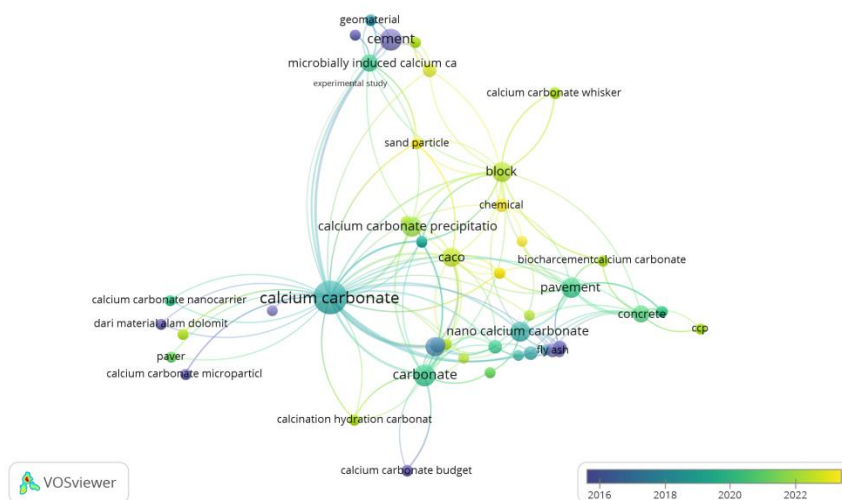 geomaterial
cement
microbially induced calcium ca
experimental study
calcium carbonate whisker
sand particle
block
chemical
calcium carbonate precipitatio
caco
biocharcementcalcium carbonate
pavement
calcium carbonate
calcium carbonate nanocarrier
concrete
dari material alam dolomit
nano calcium carbonate
ccp
paver
fly ash
calcium carbonate microparticl
carbonate
calcination hydration carbonat
calcium carbonate budget
VOSviewer
2016 2018 2020 2022